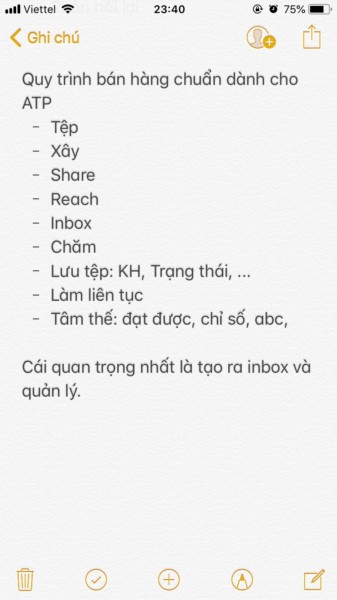 Viettel 23:40 75%
Ghi chú
Quy trình bán hàng chuẩn dành cho
ATP
- Tệp
- Xây
- Share
- Reach
- Inbox
- Chăm
- Lưu tệp: KH, Trạng thái, ...
- Làm liên tục
- Tâm thế: đạt được, chỉ số, abc,
Cái quan trọng nhất là tạo ra inbox và
quản lý.